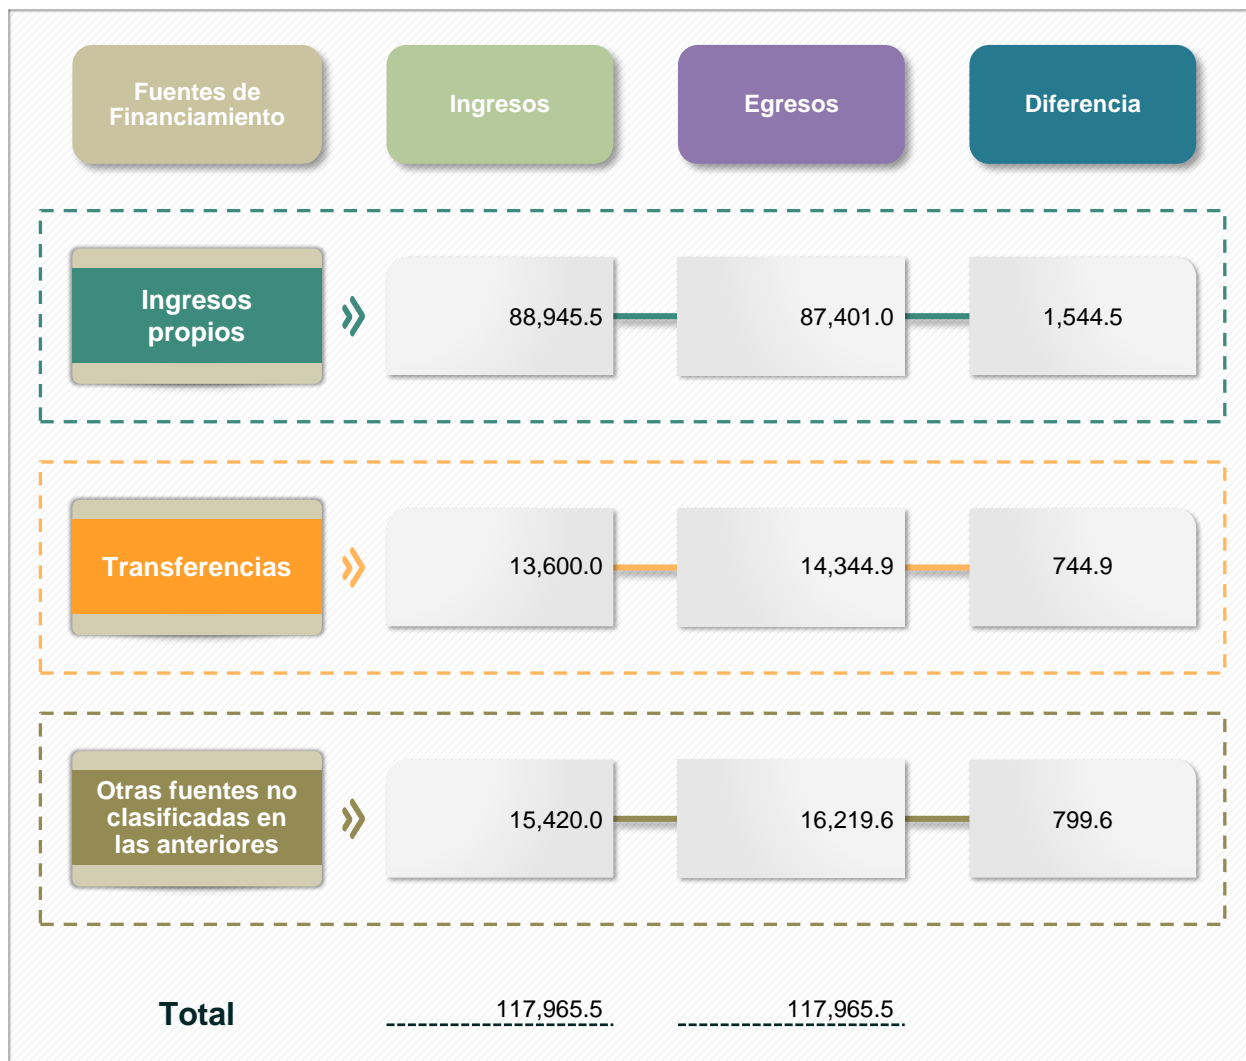 Fuentes de
Financiamiento
Ingresos
Egresos
Diferencia
Ingresos
propios
88,945.5
87,401.0
1,544.5
Transferencias
13,600.0
14,344.9
744.9
Otras fuentes no
clasificadas en
las anteriores
15,420.0
16,219.6
799.6
Total
117,965.5
117,965.5